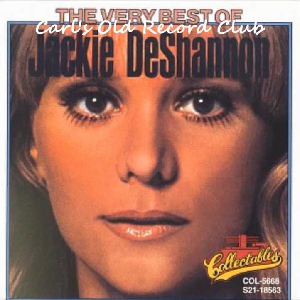 THE VERY BEST OF
Carl's Old Record Club
Jackie DeShannon
Collectables
COL-5668
S21-18563